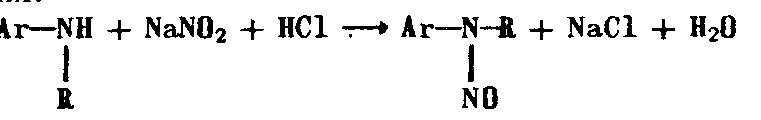 Ar—NH + NaNO₂ + HCl ⟶ Ar—N—R + NaCl + H₂O
|    |
R    NO